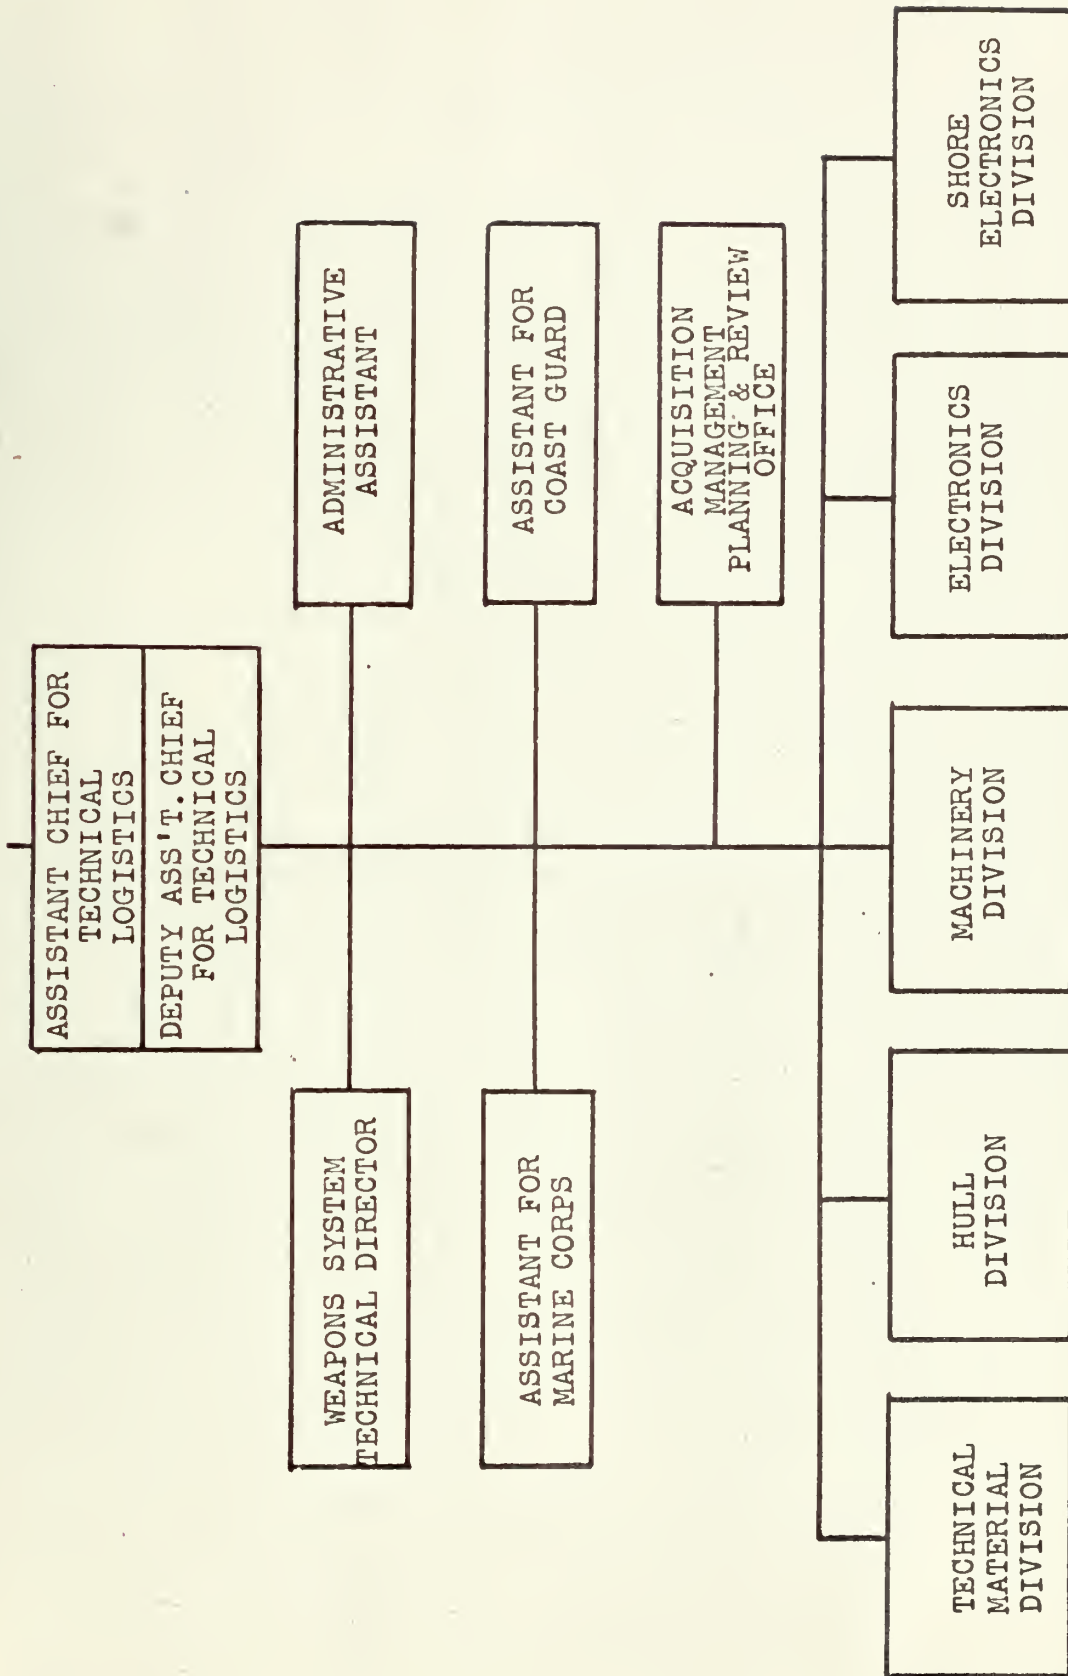 ASSISTANT CHIEF FOR
TECHNICAL
LOGISTICS
DEPUTY ASS'T.CHIEF
FOR TECHNICAL
LOGISTICS
WEAPONS SYSTEM
TECHNICAL DIRECTOR
ADMINISTRATIVE
ASSISTANT
ASSISTANT FOR
MARINE CORPS
ASSISTANT FOR
COAST GUARD
ACQUISITION
MANAGEMENT
PLANNING & REVIEW
OFFICE
TECHNICAL
MATERIAL
DIVISION
HULL
DIVISION
MACHINERY
DIVISION
ELECTRONICS
DIVISION
SHORE
ELECTRONICS
DIVISION